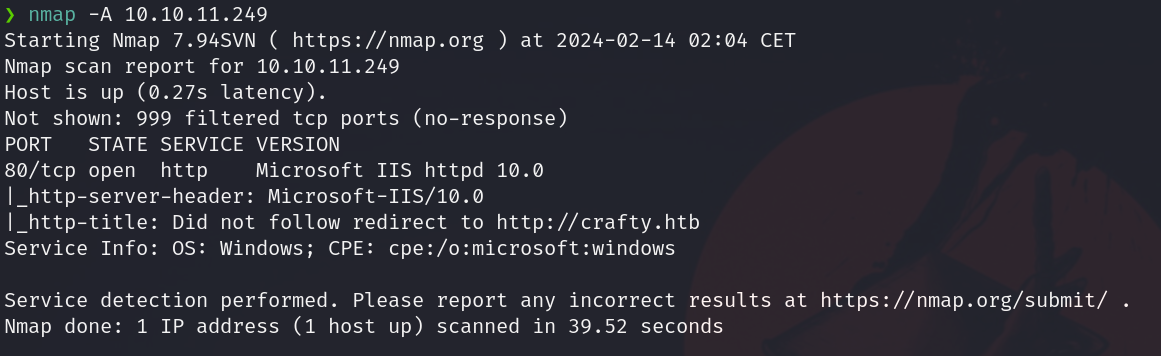 ❯ nmap -A 10.10.11.249
Starting Nmap 7.94SVN ( https://nmap.org ) at 2024-02-14 02:04 CET
Nmap scan report for 10.10.11.249
Host is up (0.27s latency).
Not shown: 999 filtered tcp ports (no-response)
PORT   STATE SERVICE VERSION
80/tcp open  http    Microsoft IIS httpd 10.0
|_http-server-header: Microsoft-IIS/10.0
|_http-title: Did not follow redirect to http://crafty.htb
Service Info: OS: Windows; CPE: cpe:/o:microsoft:windows

Service detection performed. Please report any incorrect results at https://nmap.org/submit/ .
Nmap done: 1 IP address (1 host up) scanned in 39.52 seconds